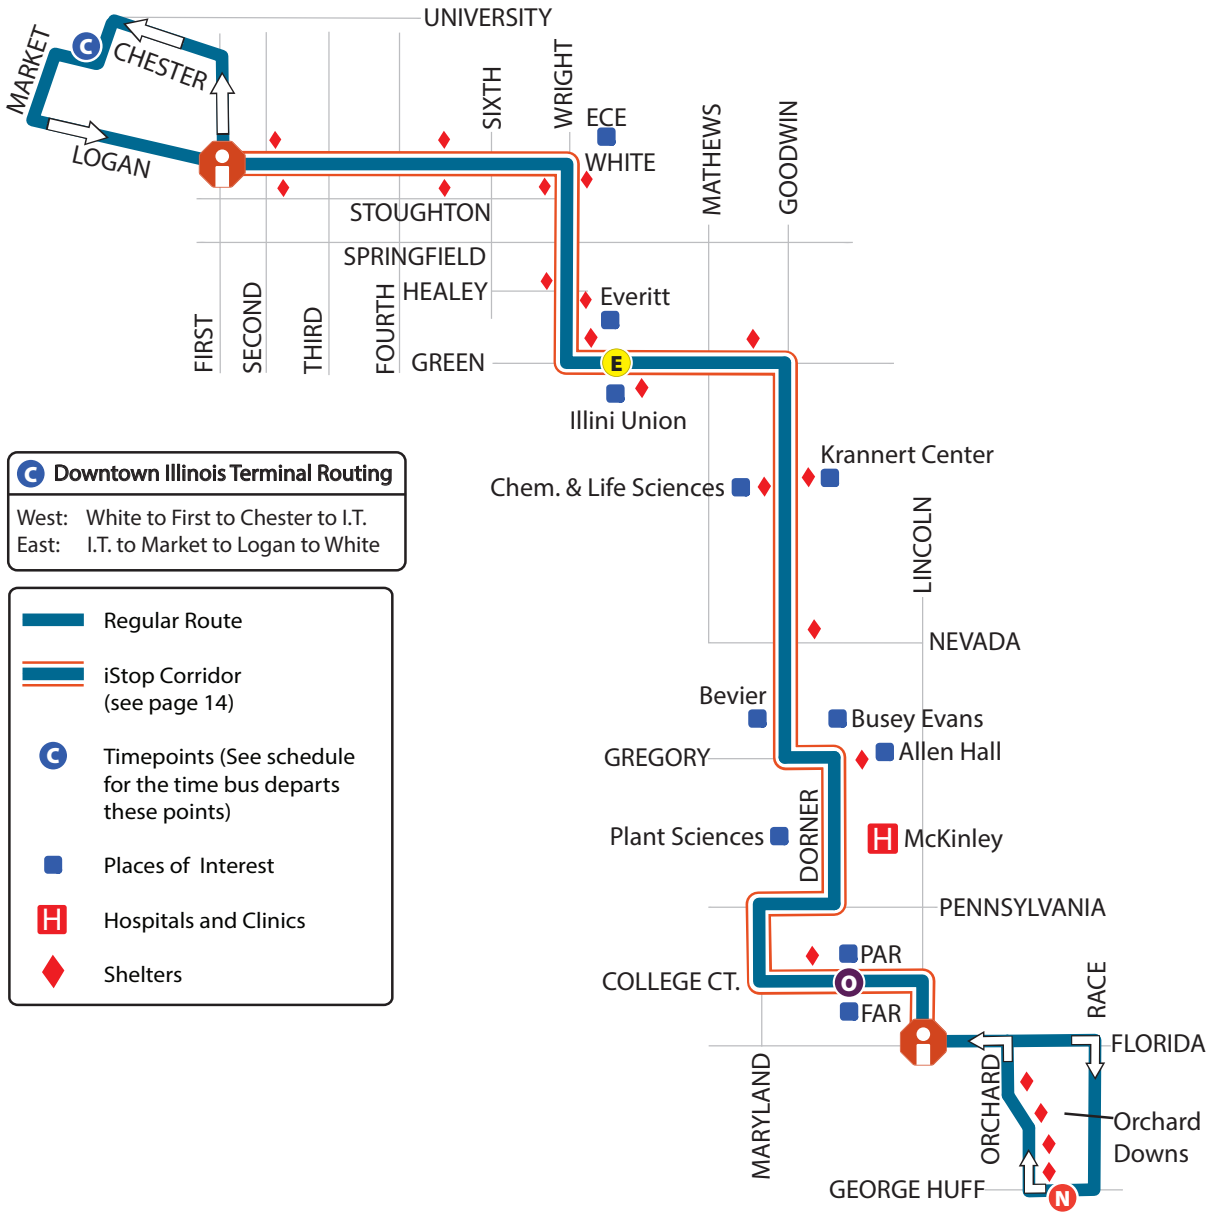 UNIVERSITY
MARKET
C
CHESTER
LOGAN
SIXTH
WRIGHT
ECE
WHITE
MATHEWS
GOODWIN
STOUGHTON
SPRINGFIELD
HEALEY
FIRST
SECOND
THIRD
FOURTH
Everitt
GREEN
E
Illini Union
Krannert Center
Chem. & Life Sciences
LINCOLN
C Downtown Illinois Terminal Routing
West: White to First to Chester to I.T.
East: I.T. to Market to Logan to White
Regular Route
iStop Corridor
(see page 14)
C Timepoints (See schedule
for the time bus departs
these points)
Places of Interest
H Hospitals and Clinics
Shelters
NEVADA
Bevier
Busey Evans
Allen Hall
GREGORY
DORNER
Plant Sciences
H McKinley
PENNSYLVANIA
PAR
COLLEGE CT.
O
FAR
RACE
FLORIDA
MARYLAND
ORCHARD
Orchard
Downs
GEORGE HUFF
N